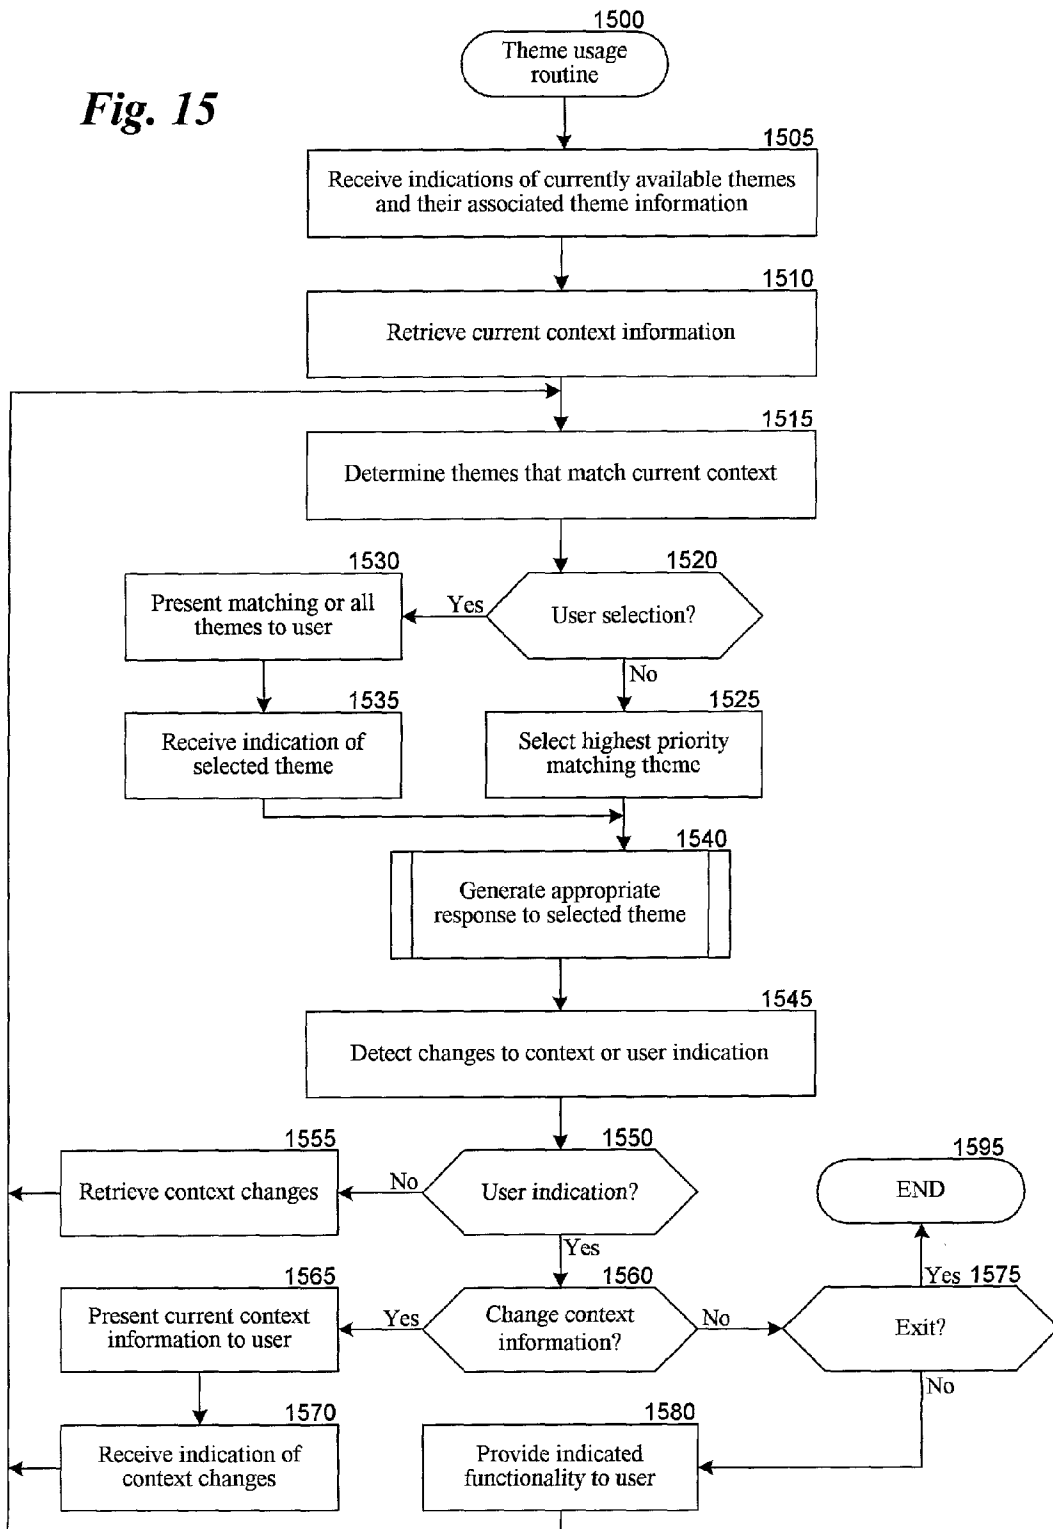 Fig. 15
1500
Theme usage
routine
1505
Receive indications of currently available themes
and their associated theme information
1510
Retrieve current context information
1515
Determine themes that match current context
1530
Present matching or all
themes to user
Yes
1520
User selection?
No
1535
Receive indication of
selected theme
1525
Select highest priority
matching theme
1540
Generate appropriate
response to selected theme
1545
Detect changes to context or user indication
1555
Retrieve context changes
No
1550
User indication?
Yes
1595
END
1565
Present current context
information to user
Yes
1560
Change context
information?
No
Yes 1575
Exit?
No
1570
Receive indication of
context changes
1580
Provide indicated
functionality to user